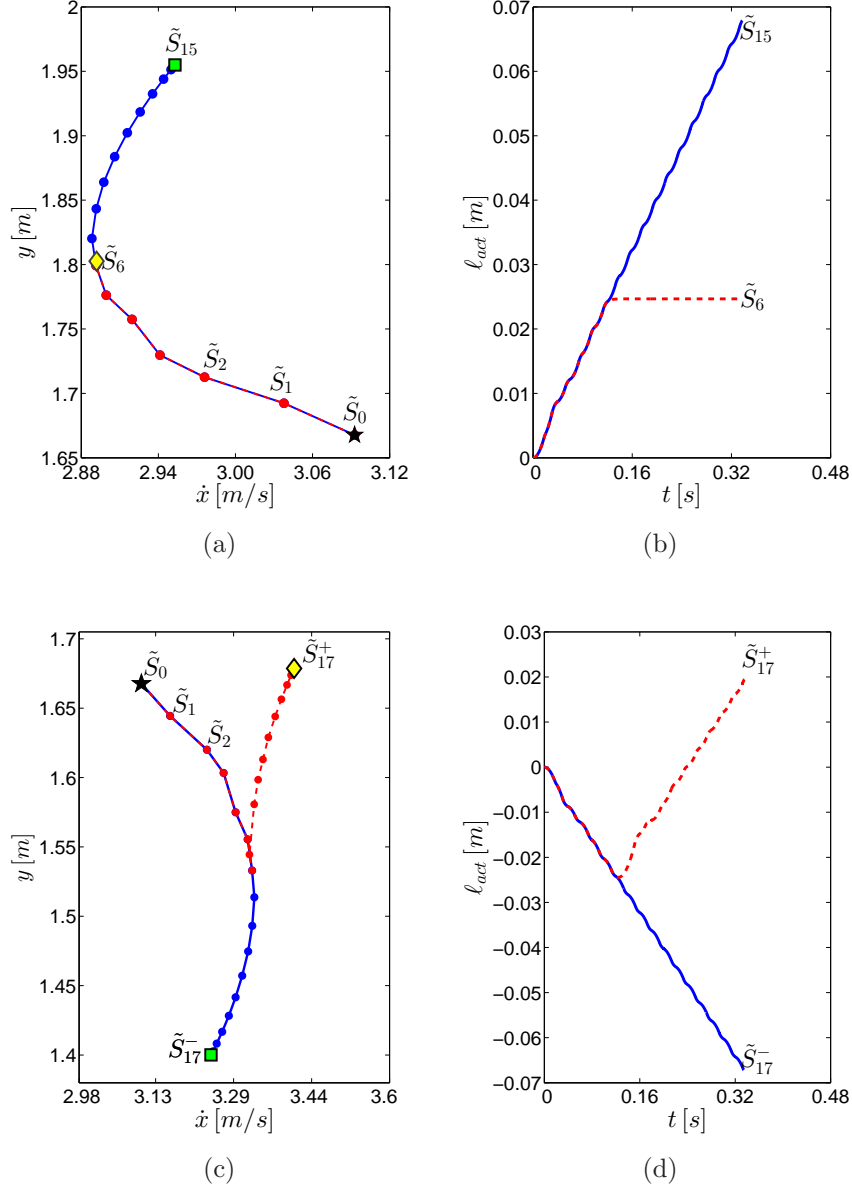 2
1.95
1.9
1.85
1.8
1.75
1.7
1.65
y [m]
2.88
2.94
3.00
3.06
3.12
ẋ [m/s]
S̃15
S̃6
S̃2
S̃1
S̃0
(a)
0.07
0.06
0.05
0.04
0.03
0.02
0.01
0
ℓact [m]
0
0.16
0.32
0.48
t [s]
S̃15
S̃6
(b)
1.7
1.65
1.6
1.55
1.5
1.45
1.4
y [m]
2.98
3.13
3.29
3.44
3.6
ẋ [m/s]
S̃0
S̃1
S̃2
S̃17+
S̃17−
(c)
0.03
0.02
0.01
0
−0.01
−0.02
−0.03
−0.04
−0.05
−0.06
−0.07
ℓact [m]
0
0.16
0.32
0.48
t [s]
S̃17+
S̃17−
(d)